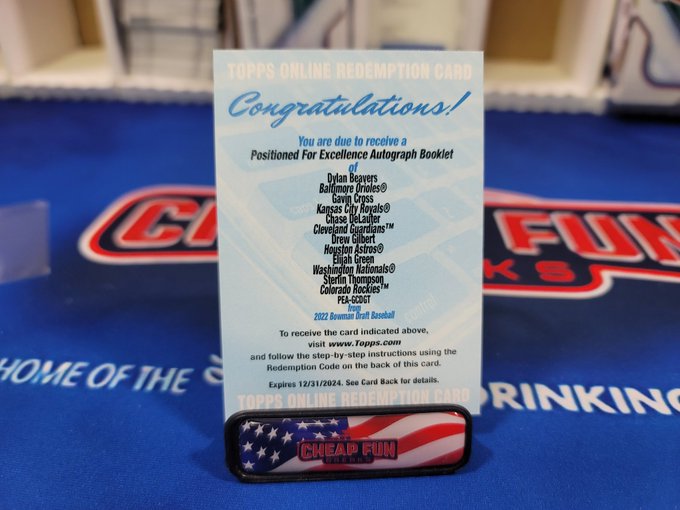 TOPPS ONLINE REDEMPTION CARD
Congratulations!
You are due to receive a
Positioned For Excellence Autograph Booklet
of
Dylan Beavers
Baltimore Orioles®
Gavin Cross
Kansas City Royals®
Chase DeLauter
Cleveland Guardians™
Drew Gilbert
Houston Astros®
Elijah Green
Washington Nationals®
Sterlin Thompson
Colorado Rockies™
PEA-GCDGT
from
2022 Bowman Draft Baseball
To receive the card indicated above,
visit www.Topps.com
and follow the step-by-step instructions using the
Redemption Code on the back of this card.
Expires 12/31/2024. See Card Back for details.
TOPPS ONLINE REDEMPTION CARD
FUN
KS
HOME OF THE
DRINKING
CHEAP FUN
BREAKS